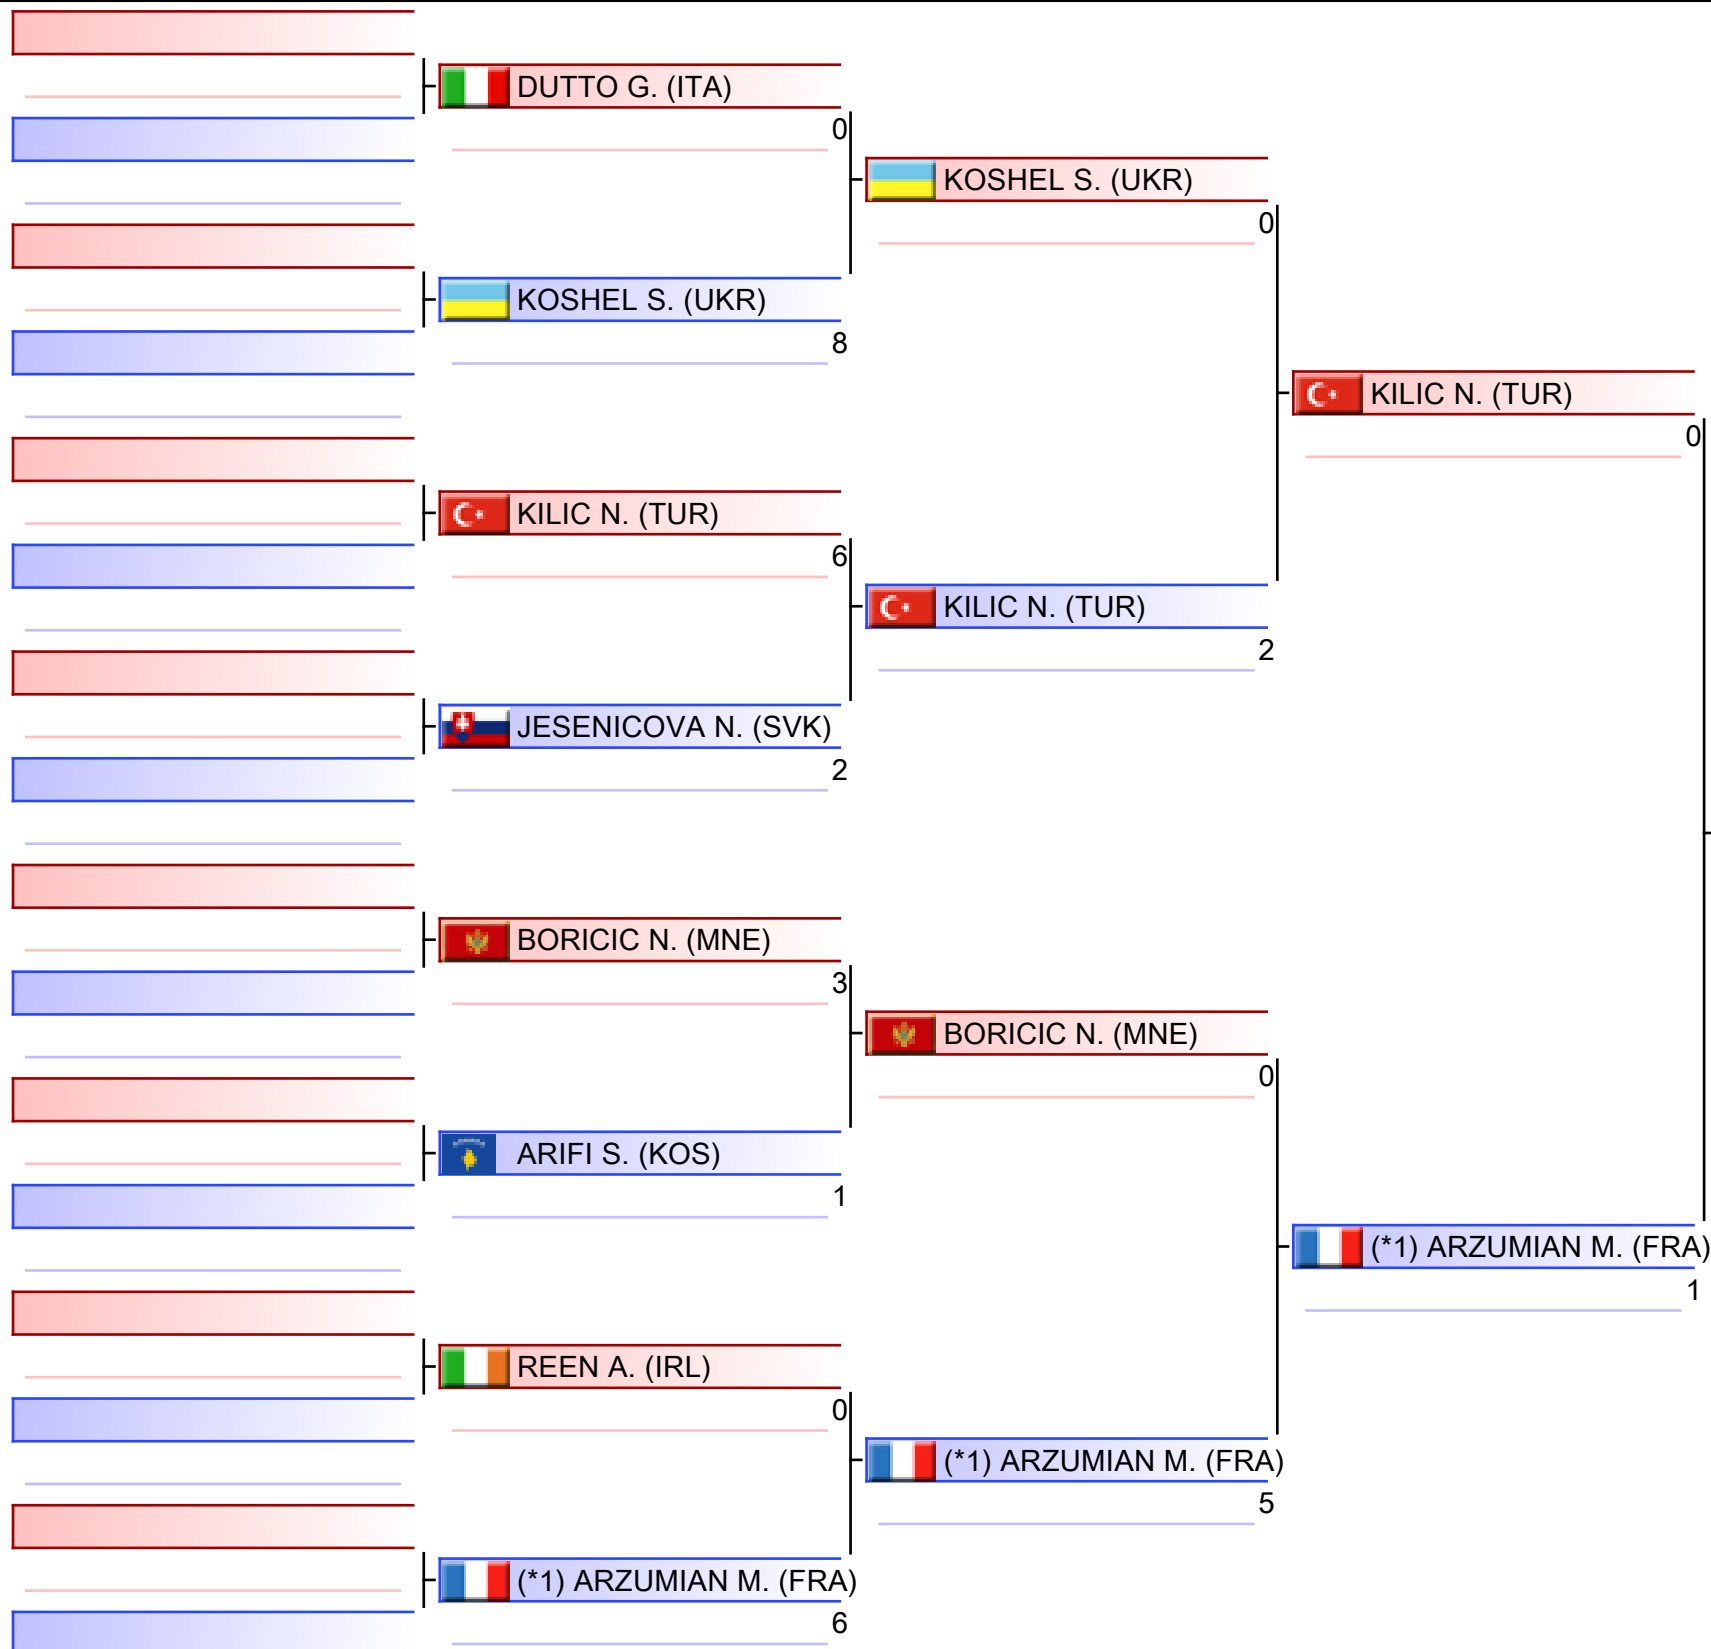 DUTTO G. (ITA)
0
KOSHEL S. (UKR)
8
KILIC N. (TUR)
6
JESENICOVA N. (SVK)
2
BORICIC N. (MNE)
3
ARIFI S. (KOS)
1
REEN A. (IRL)
0
(*1) ARZUMIAN M. (FRA)
6
KOSHEL S. (UKR)
0
KILIC N. (TUR)
2
BORICIC N. (MNE)
0
(*1) ARZUMIAN M. (FRA)
5
KILIC N. (TUR)
0
(*1) ARZUMIAN M. (FRA)
1